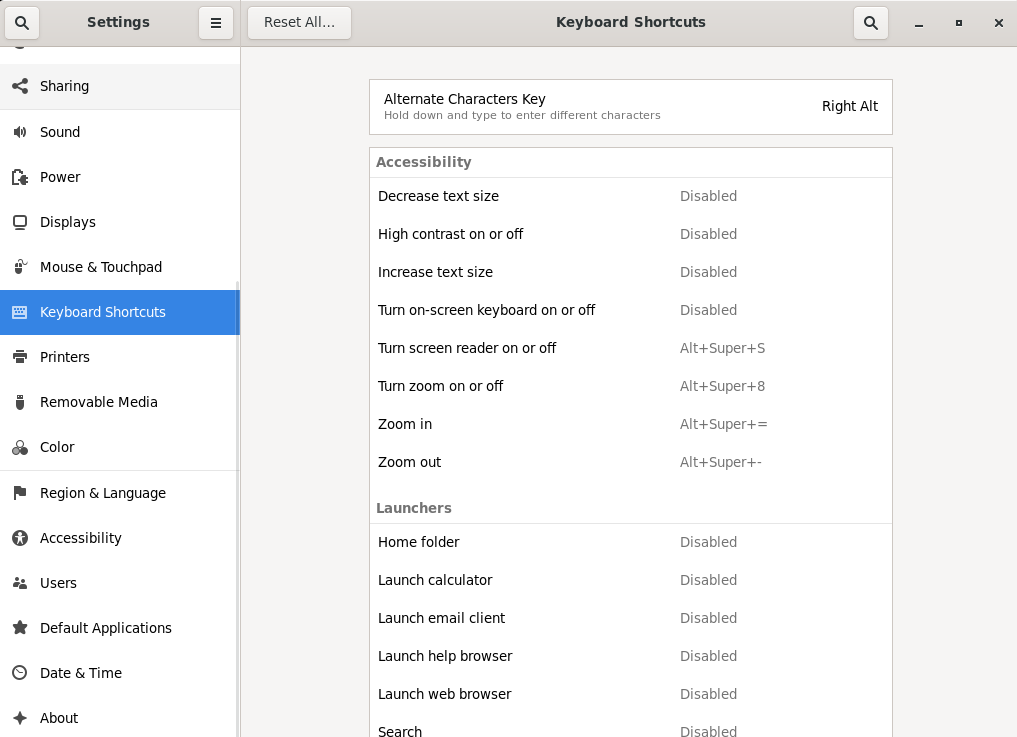 Settings
Reset All...
Keyboard Shortcuts
Sharing
Sound
Power
Displays
Mouse & Touchpad
Keyboard Shortcuts
Printers
Removable Media
Color
Region & Language
Accessibility
Users
Default Applications
Date & Time
About
Alternate Characters Key
Hold down and type to enter different characters
Right Alt
Accessibility
Decrease text size Disabled
High contrast on or off Disabled
Increase text size Disabled
Turn on-screen keyboard on or off Disabled
Turn screen reader on or off Alt+Super+S
Turn zoom on or off Alt+Super+8
Zoom in Alt+Super+=
Zoom out Alt+Super+-
Launchers
Home folder Disabled
Launch calculator Disabled
Launch email client Disabled
Launch help browser Disabled
Launch web browser Disabled
Search Disabled